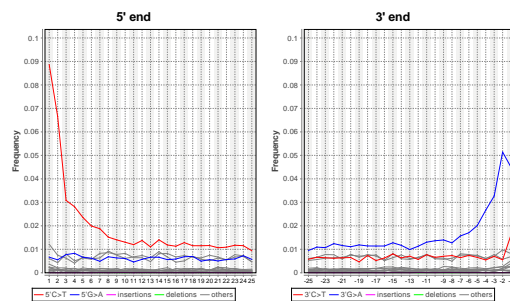 5' end
3' end
Frequency
0.1
0.09
0.08
0.07
0.06
0.05
0.04
0.03
0.02
0.01
0
1 2 3 4 5 6 7 8 9 10 11 12 13 14 15 16 17 18 19 20 21 22 23 24 25
5'C>T 5'G>A insertions deletions others
Frequency
0.1
0.09
0.08
0.07
0.06
0.05
0.04
0.03
0.02
0.01
0
-25 -23 -21 -19 -17 -15 -13 -11 -9 -8 -7 -6 -5 -4 -3 -2 -1
3'C>T 3'G>A insertions deletions others